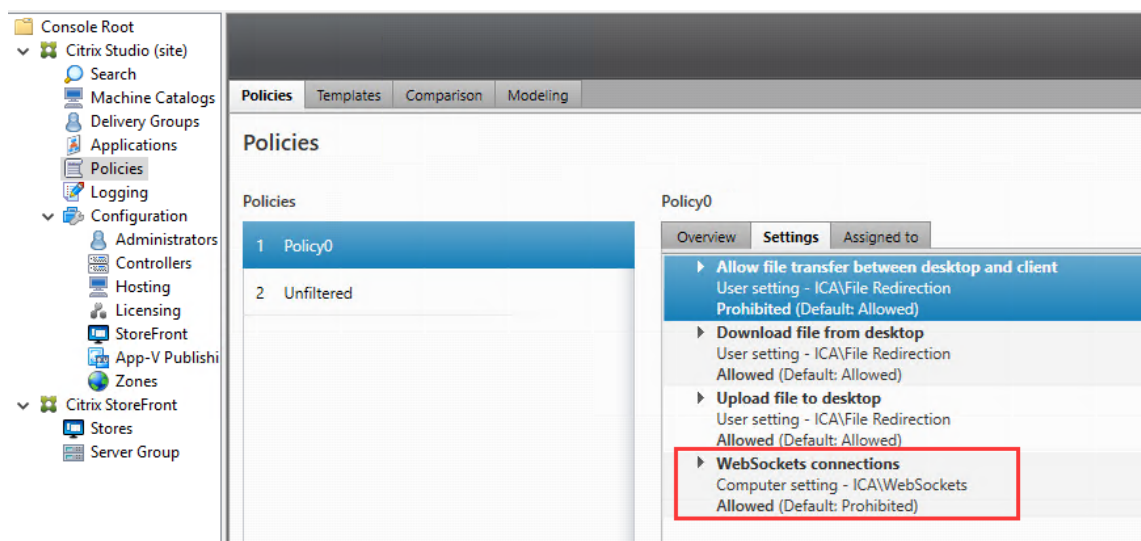 Console Root
Citrix Studio (site)
Search
Machine Catalogs
Delivery Groups
Applications
Policies
Logging
Configuration
Administrators
Controllers
Hosting
Licensing
StoreFront
App-V Publishi
Zones
Citrix StoreFront
Stores
Server Group
Policies Templates Comparison Modeling
Policies
Policies
1 Policy0
2 Unfiltered
Policy0
Overview Settings Assigned to
Allow file transfer between desktop and client
User setting - ICA\File Redirection
Prohibited (Default: Allowed)
Download file from desktop
User setting - ICA\File Redirection
Allowed (Default: Allowed)
Upload file to desktop
User setting - ICA\File Redirection
Allowed (Default: Allowed)
WebSockets connections
Computer setting - ICA\WebSockets
Allowed (Default: Prohibited)